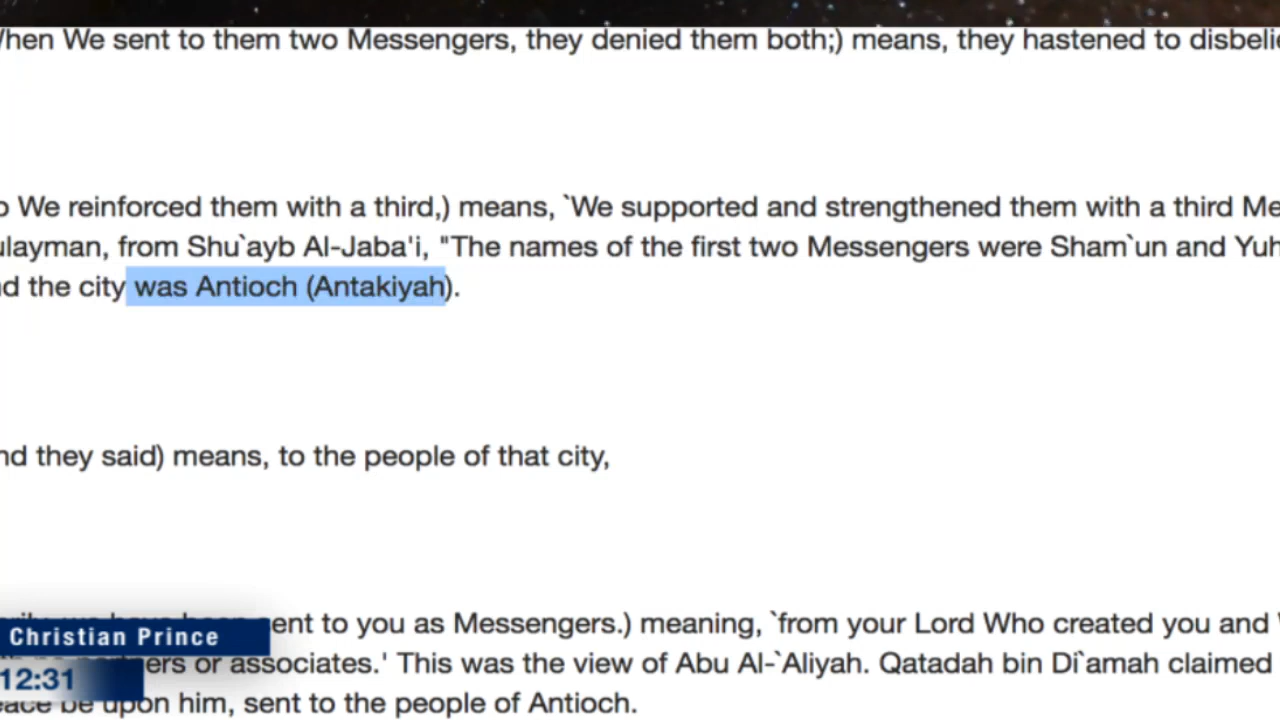 hen We sent to them two Messengers, they denied them both;) means, they hastened to disbelie
o We reinforced them with a third,) means, `We supported and strengthened them with a third Me
ulayman, from Shu`ayb Al-Jaba'i, "The names of the first two Messengers were Sham`un and Yuh
d the city was Antioch (Antakiyah).
nd they said) means, to the people of that city,
sent to you as Messengers.) meaning, `from your Lord Who created you and
ers or associates.' This was the view of Abu Al-`Aliyah. Qatadah bin Di`amah claimed
eace be upon him, sent to the people of Antioch.
Christian Prince
12:31